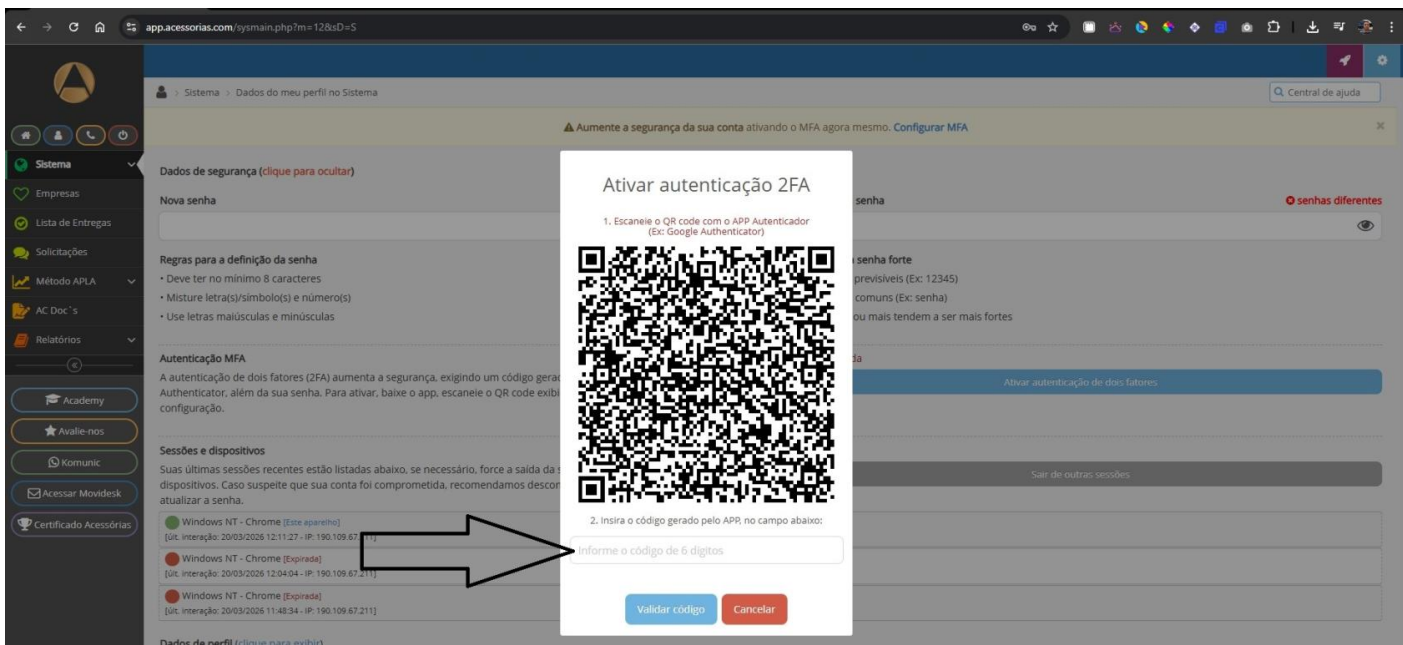 app.acessorias.com/sysmain.php?m=12&sD=S
Sistema > Dados do meu perfil no Sistema
Central de ajuda
Aumente a segurança da sua conta ativando o MFA agora mesmo. Configurar MFA
Sistema
Empresas
Lista de Entregas
Solicitações
Método APLA
AC Doc`s
Relatórios
Academy
Avalie-nos
Komunic
Acessar Movidesk
Certificado Acessórias
Dados de segurança (clique para ocultar)
Nova senha
senha
senhas diferentes
Regras para a definição da senha
• Deve ter no mínimo 8 caracteres
• Misture letra(s)/símbolo(s) e número(s)
• Use letras maiúsculas e minúsculas
senha forte
previsíveis (Ex: 12345)
comuns (Ex: senha)
ou mais tendem a ser mais fortes
Autenticação MFA
A autenticação de dois fatores (2FA) aumenta a segurança, exigindo um código
Authenticator, além da sua senha. Para ativar, baixe o app, escaneie o QR code
configuração.
Ativar autenticação de dois fatores
Sessões e dispositivos
Suas últimas sessões recentes estão listadas abaixo, se necessário, force a saída da
dispositivos. Caso suspeite que sua conta foi comprometida, recomendamos
atualizar a senha.
Sair de outras sessões
Windows NT - Chrome [Este aparelho]
[últ. interação: 20/03/2026 12:11:27 - IP: 190.109.67.211]
Windows NT - Chrome [Expirada]
[últ. interação: 20/03/2026 12:04:04 - IP: 190.109.67.211]
Windows NT - Chrome [Expirada]
[últ. interação: 20/03/2026 11:48:34 - IP: 190.109.67.211]
Dados de perfil (clique para exibir)
Ativar autenticação 2FA
1. Escaneie o QR code com o APP Autenticador
(Ex: Google Authenticator)
2. Insira o código gerado pelo APP, no campo abaixo:
Informe o código de 6 dígitos
Validar código
Cancelar